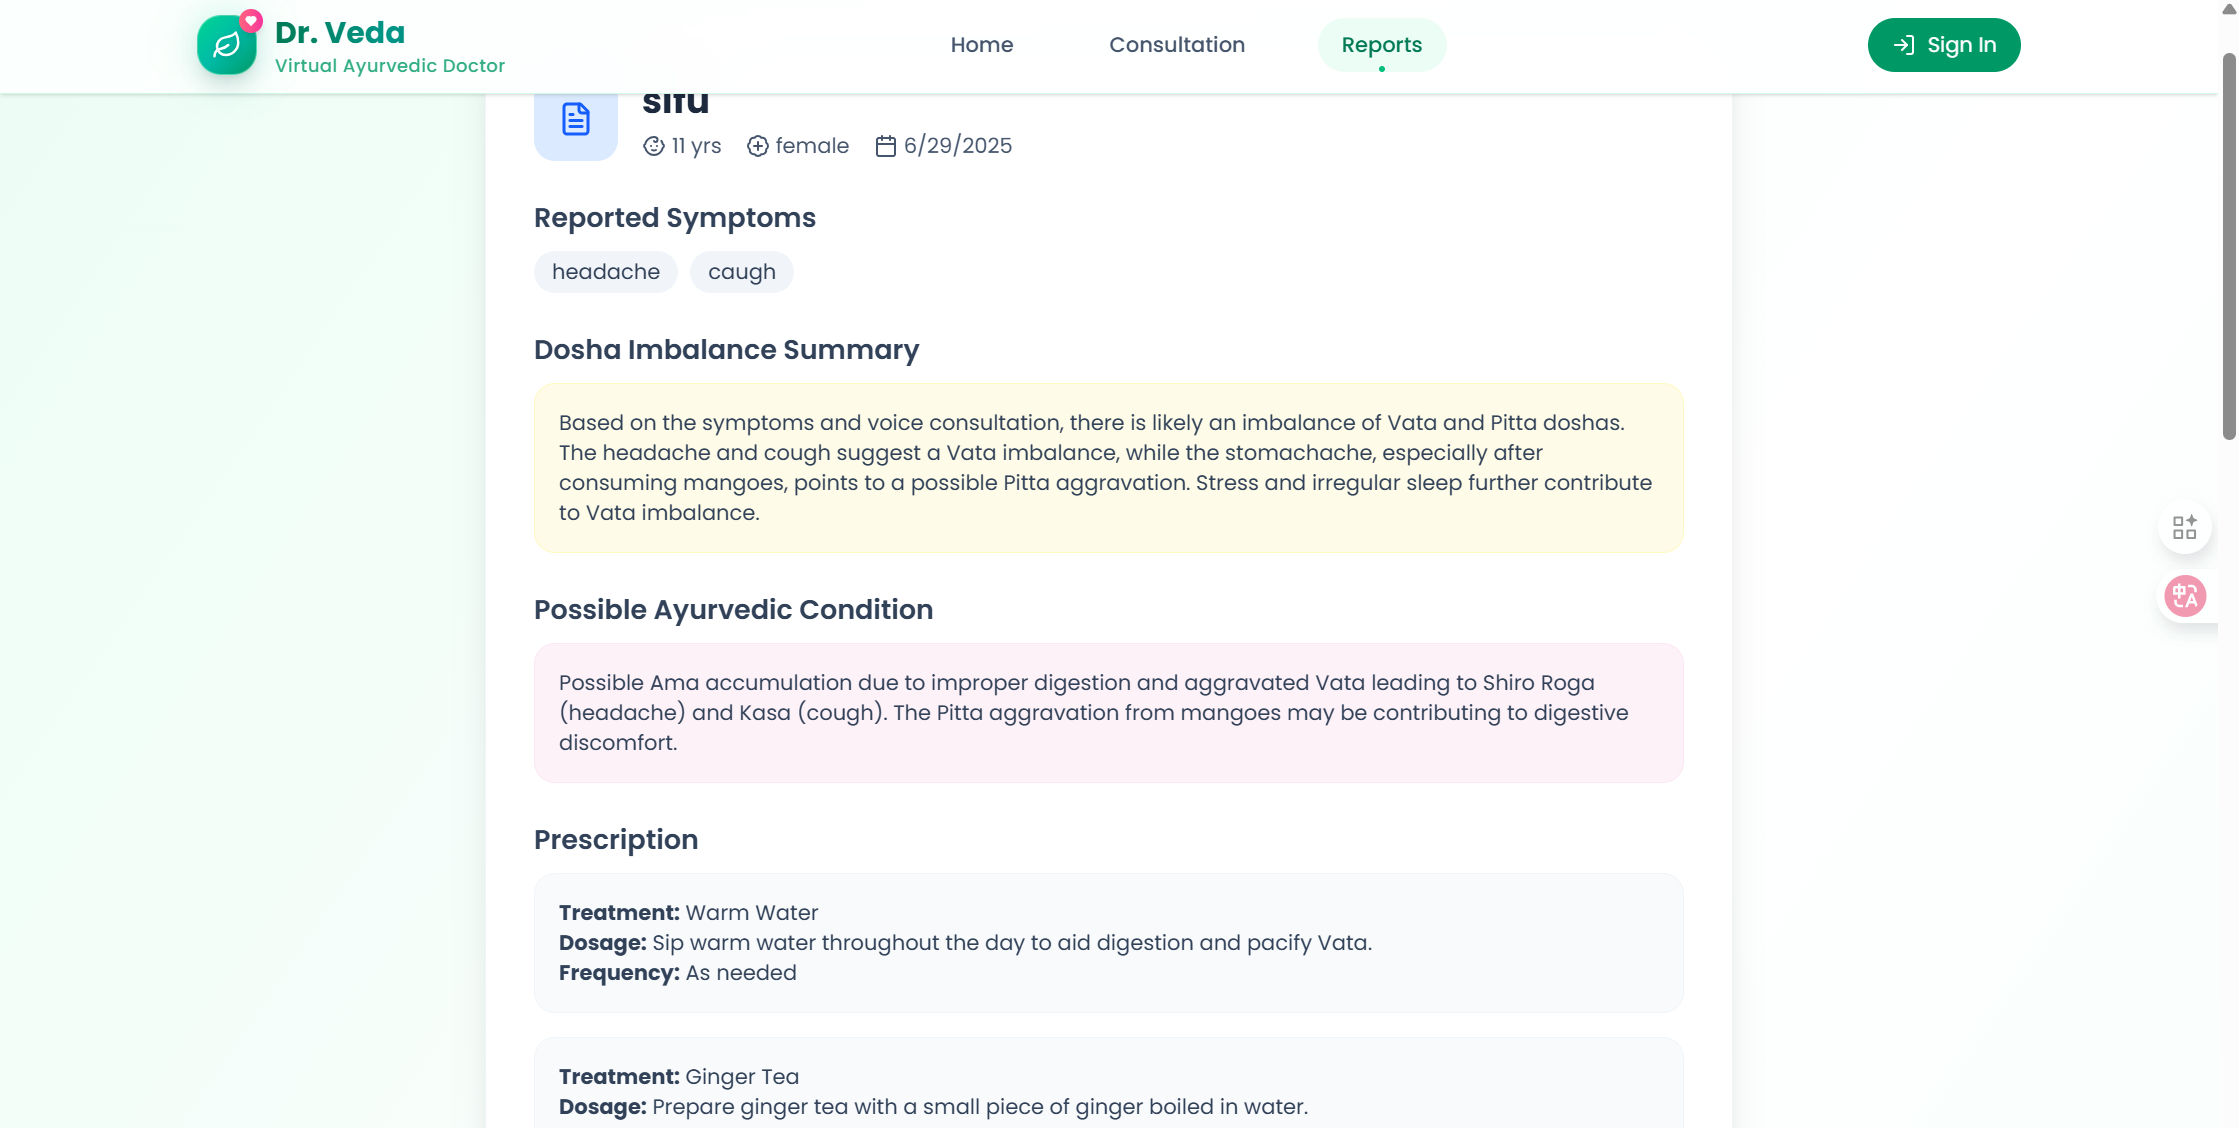 Dr. Veda
Virtual Ayurvedic Doctor
Home
Consultation
Reports
Sign In
sifu
11 yrs
female
6/29/2025
Reported Symptoms
headache
caugh
Dosha Imbalance Summary
Based on the symptoms and voice consultation, there is likely an imbalance of Vata and Pitta doshas.
The headache and cough suggest a Vata imbalance, while the stomachache, especially after
consuming mangoes, points to a possible Pitta aggravation. Stress and irregular sleep further contribute
to Vata imbalance.
Possible Ayurvedic Condition
Possible Ama accumulation due to improper digestion and aggravated Vata leading to Shiro Roga
(headache) and Kasa (cough). The Pitta aggravation from mangoes may be contributing to digestive
discomfort.
Prescription
Treatment: Warm Water
Dosage: Sip warm water throughout the day to aid digestion and pacify Vata.
Frequency: As needed
Treatment: Ginger Tea
Dosage: Prepare ginger tea with a small piece of ginger boiled in water.
中 A